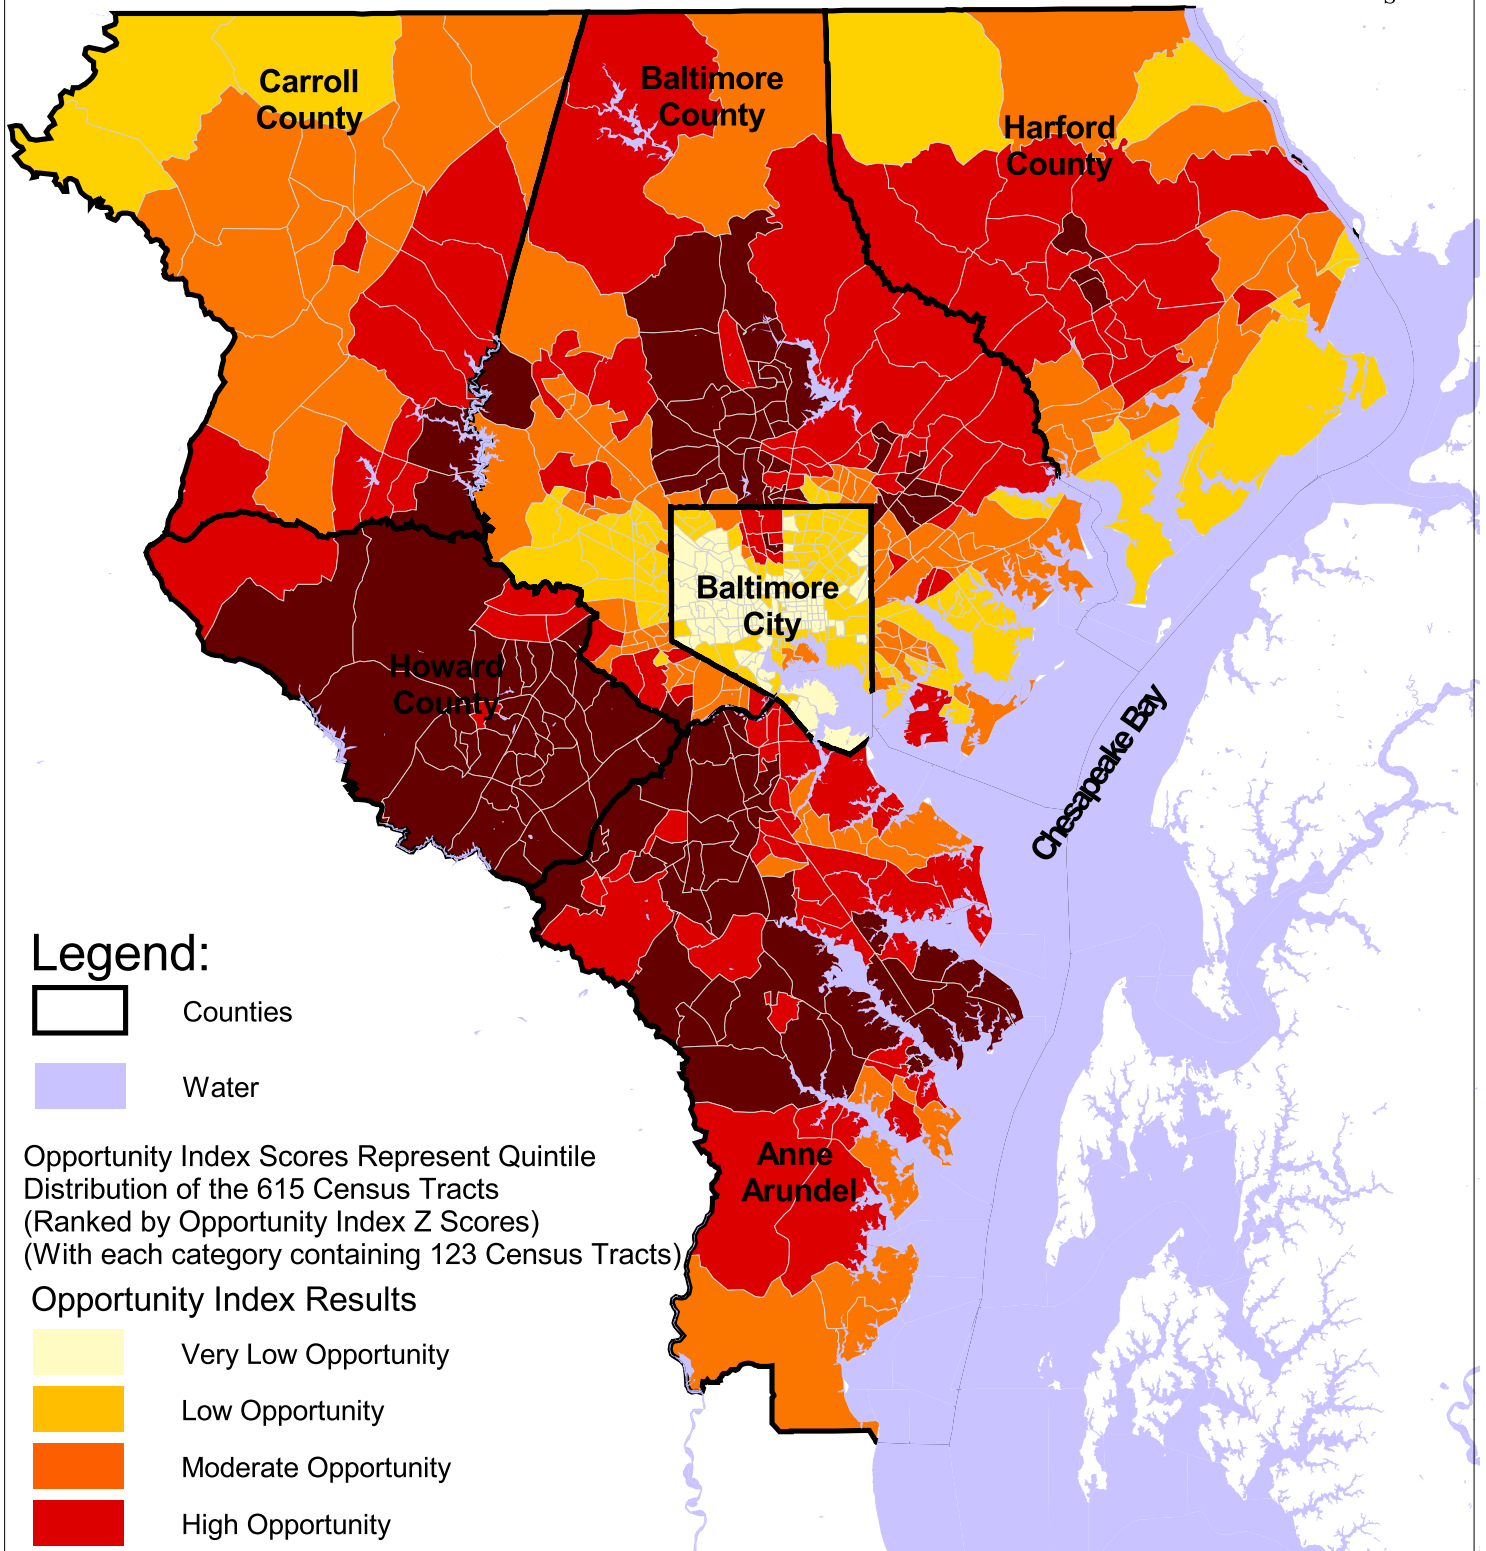 Carroll
County
Baltimore
County
Harford
County
Baltimore
City
Howard
County
Chesapeake Bay
Anne
Arundel
Legend:
Counties
Water
Opportunity Index Scores Represent Quintile
Distribution of the 615 Census Tracts
(Ranked by Opportunity Index Z Scores)
(With each category containing 123 Census Tracts)
Opportunity Index Results
Very Low Opportunity
Low Opportunity
Moderate Opportunity
High Opportunity